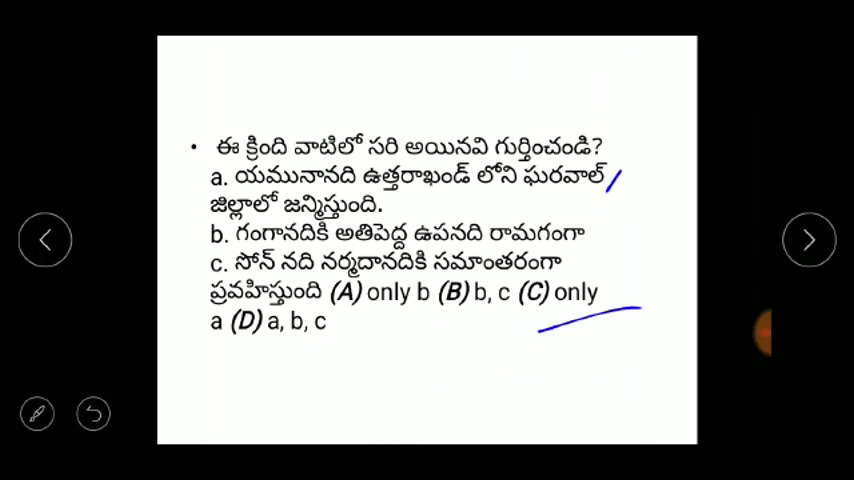 • ఈ క్రింది వాటిలో సరి అయినవి గుర్తించండి?
a. యమునానది ఉత్తరాఖండ్ లోని ఘరవాల్
జిల్లాలో జన్మిస్తుంది.
b. గంగానదికి అతిపెద్ద ఉపనది రామగంగా
c. సోన్ నది నర్మదానదికి సమాంతరంగా
ప్రవహిస్తుంది (A) only b (B) b, c (C) only
a (D) a, b, c